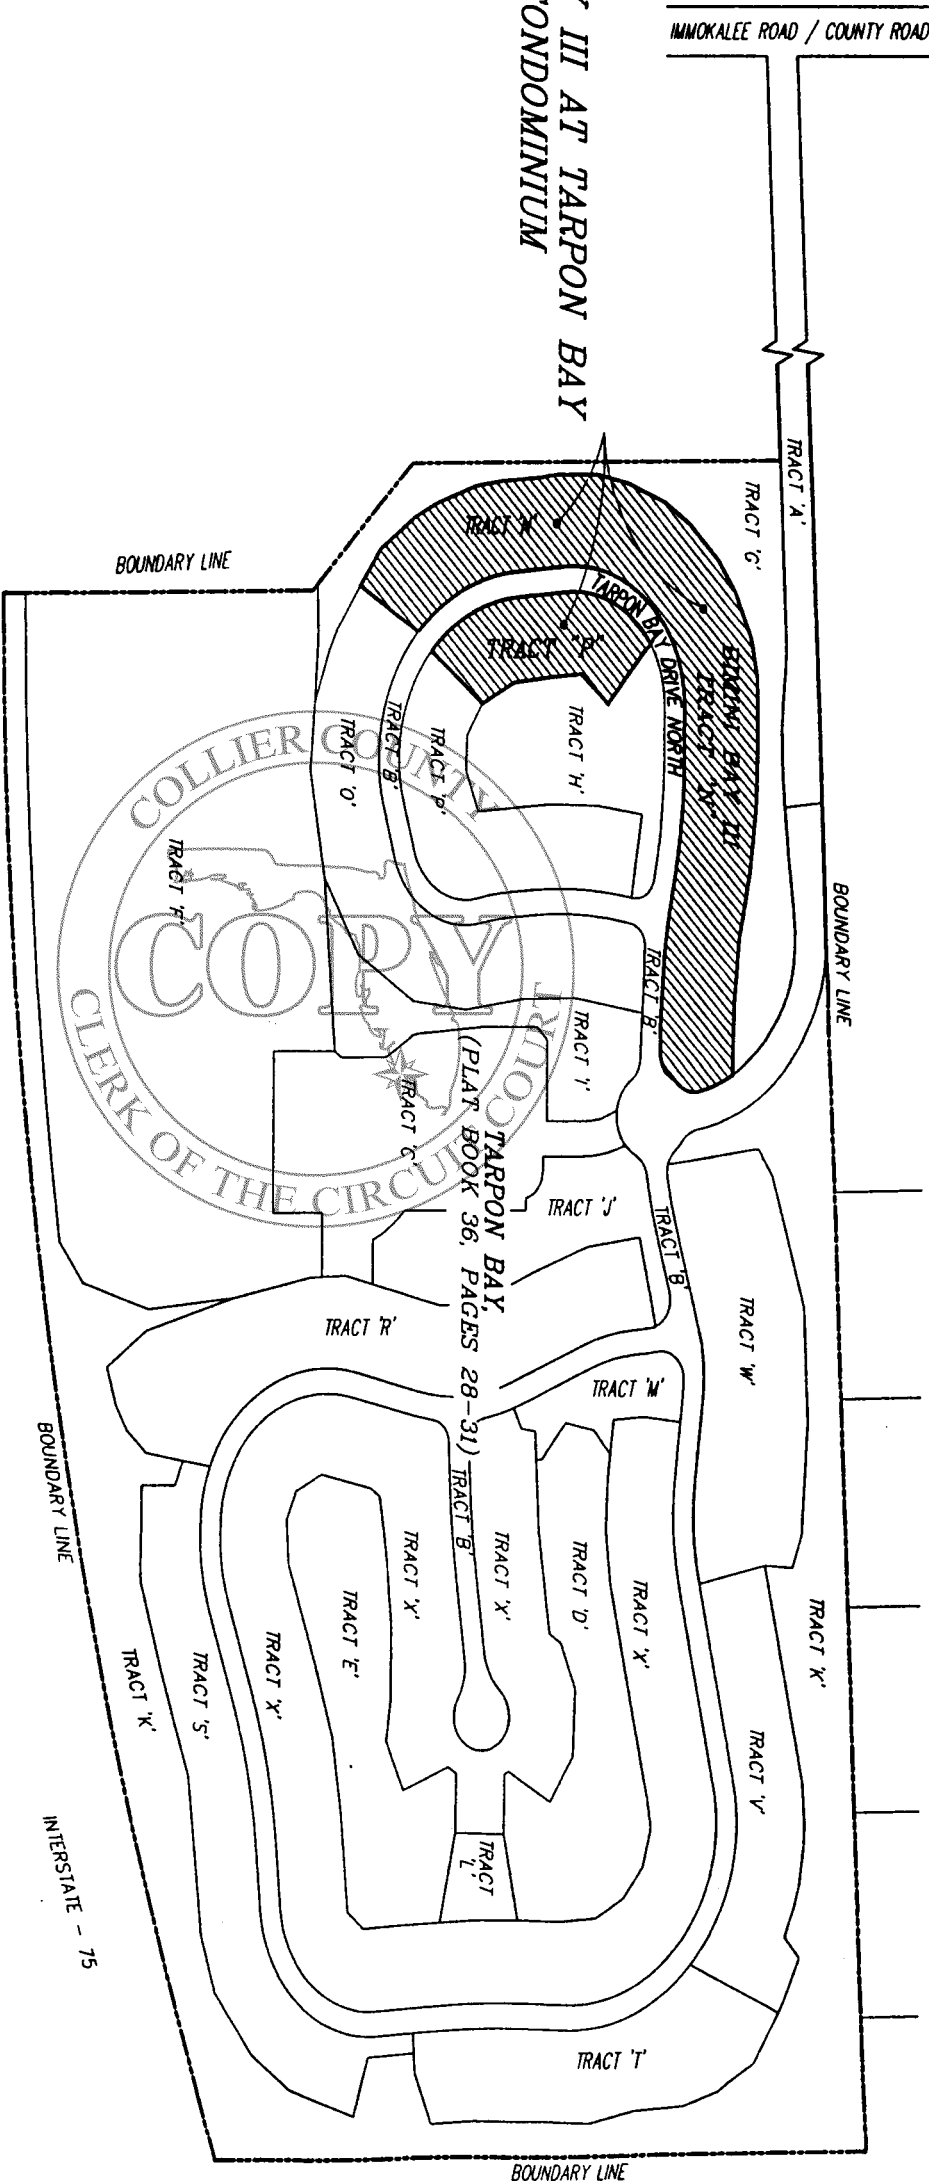 IMMOKALEE ROAD / COUNTY ROAD
III AT TARPON BAY
CONDOMINIUM
TRACT 'A'
TRACT 'G'
BOUNDARY LINE
TRACT 'N'
TARPON BAY DRIVE NORTH
TRACT "P"
BIMINI BAY III
TRACT 'N'
TRACT 'H'
TRACT 'B'
TRACT 'P'
TRACT 'O'
TRACT 'F'
BOUNDARY LINE
TRACT 'B'
TRACT 'I'
TRACT 'C'
COLLIER COUNTY
COPY
CLERK OF THE CIRCUIT COURT
TARPON BAY,
(PLAT BOOK 36, PAGES 28-31)
TRACT 'J'
TRACT 'B'
TRACT 'W'
TRACT 'R'
TRACT 'M'
TRACT 'B'
TRACT 'X'
TRACT 'X'
TRACT 'D'
TRACT 'X'
TRACT 'E'
TRACT 'X'
TRACT 'S'
TRACT 'K'
TRACT 'K'
TRACT 'V'
TRACT
'L'
TRACT 'T'
BOUNDARY LINE
INTERSTATE - 75
BOUNDARY LINE